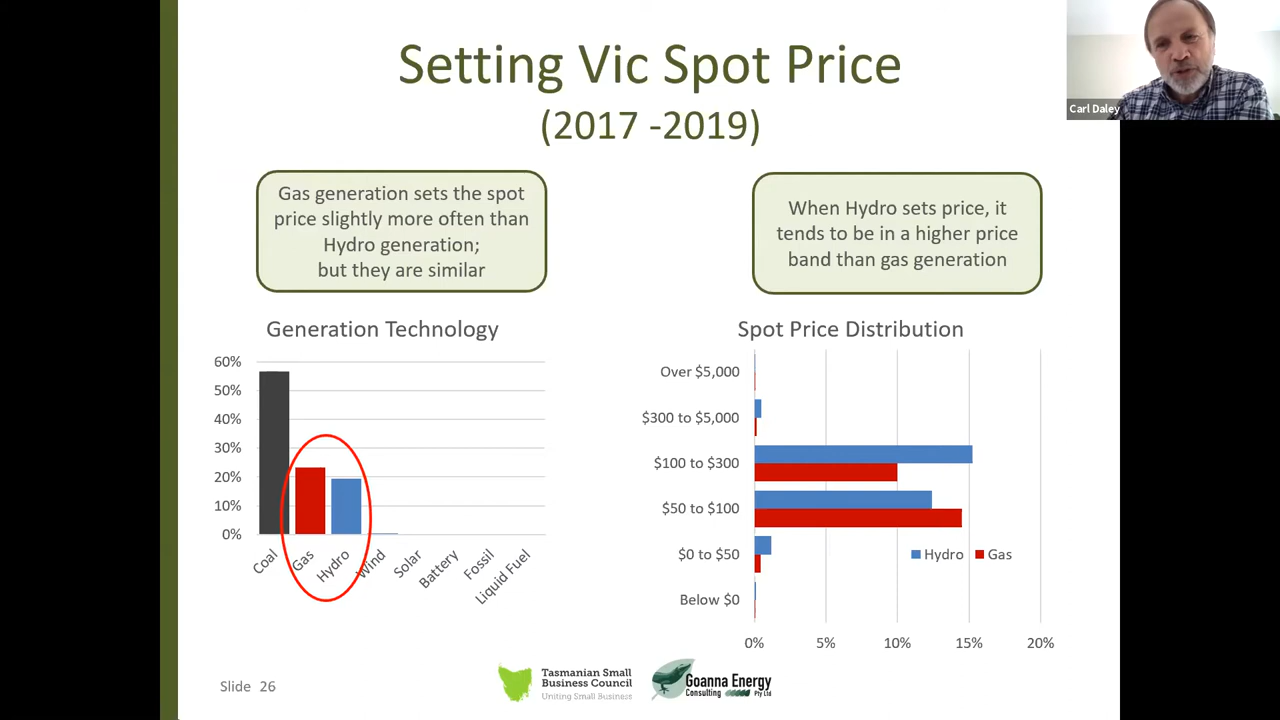 Setting Vic Spot Price
(2017 -2019)
Carl Daley
Gas generation sets the spot
price slightly more often than
Hydro generation;
but they are similar
When Hydro sets price, it
tends to be in a higher price
band than gas generation
Generation Technology
60%
50%
40%
30%
20%
10%
0%
Coal
Gas
Hydro
Wind
Solar
Battery
Fossil
Liquid Fuel
Spot Price Distribution
Over $5,000
$300 to $5,000
$100 to $300
$50 to $100
$0 to $50
Below $0
Hydro
Gas
0%
5%
10%
15%
20%
Slide 26
Tasmanian Small
Business Council
Uniting Small Business
Goanna Energy
Consulting Pty Ltd